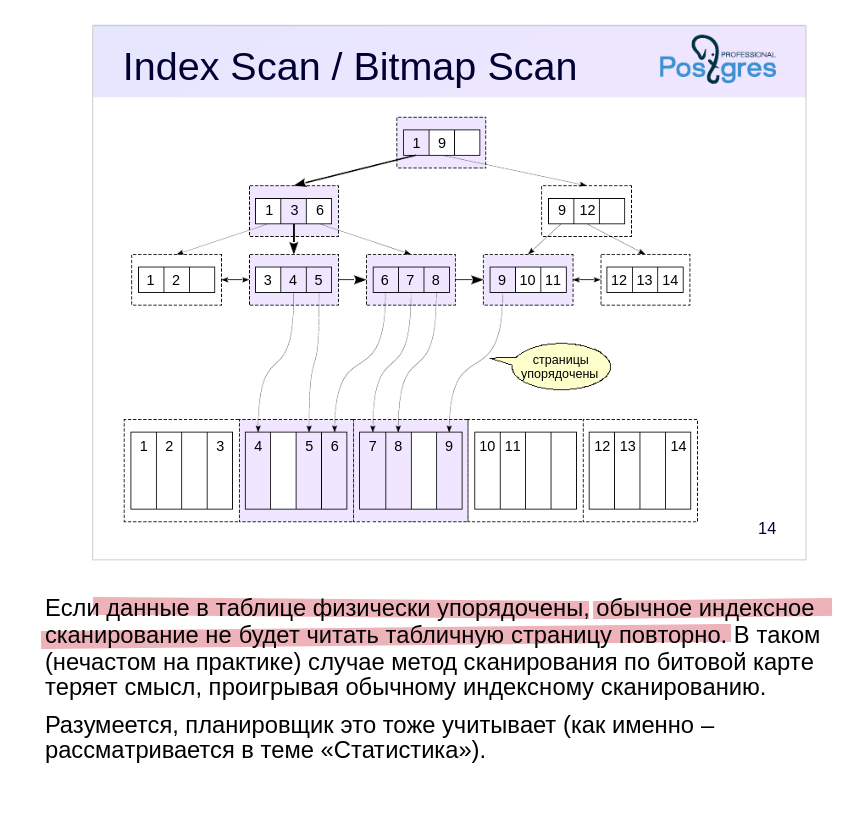 Index Scan / Bitmap Scan
PROFESSIONAL
Postgres
1 9
1 3 6
9 12
1 2
3 4 5
6 7 8
9 10 11
12 13 14
страницы
упорядочены
1 2 3
4 5 6
7 8 9
10 11
12 13 14
14
Если данные в таблице физически упорядочены, обычное индексное
сканирование не будет читать табличную страницу повторно. В таком
(нечастом на практике) случае метод сканирования по битовой карте
теряет смысл, проигрывая обычному индексному сканированию.
Разумеется, планировщик это тоже учитывает (как именно –
рассматривается в теме «Статистика»).